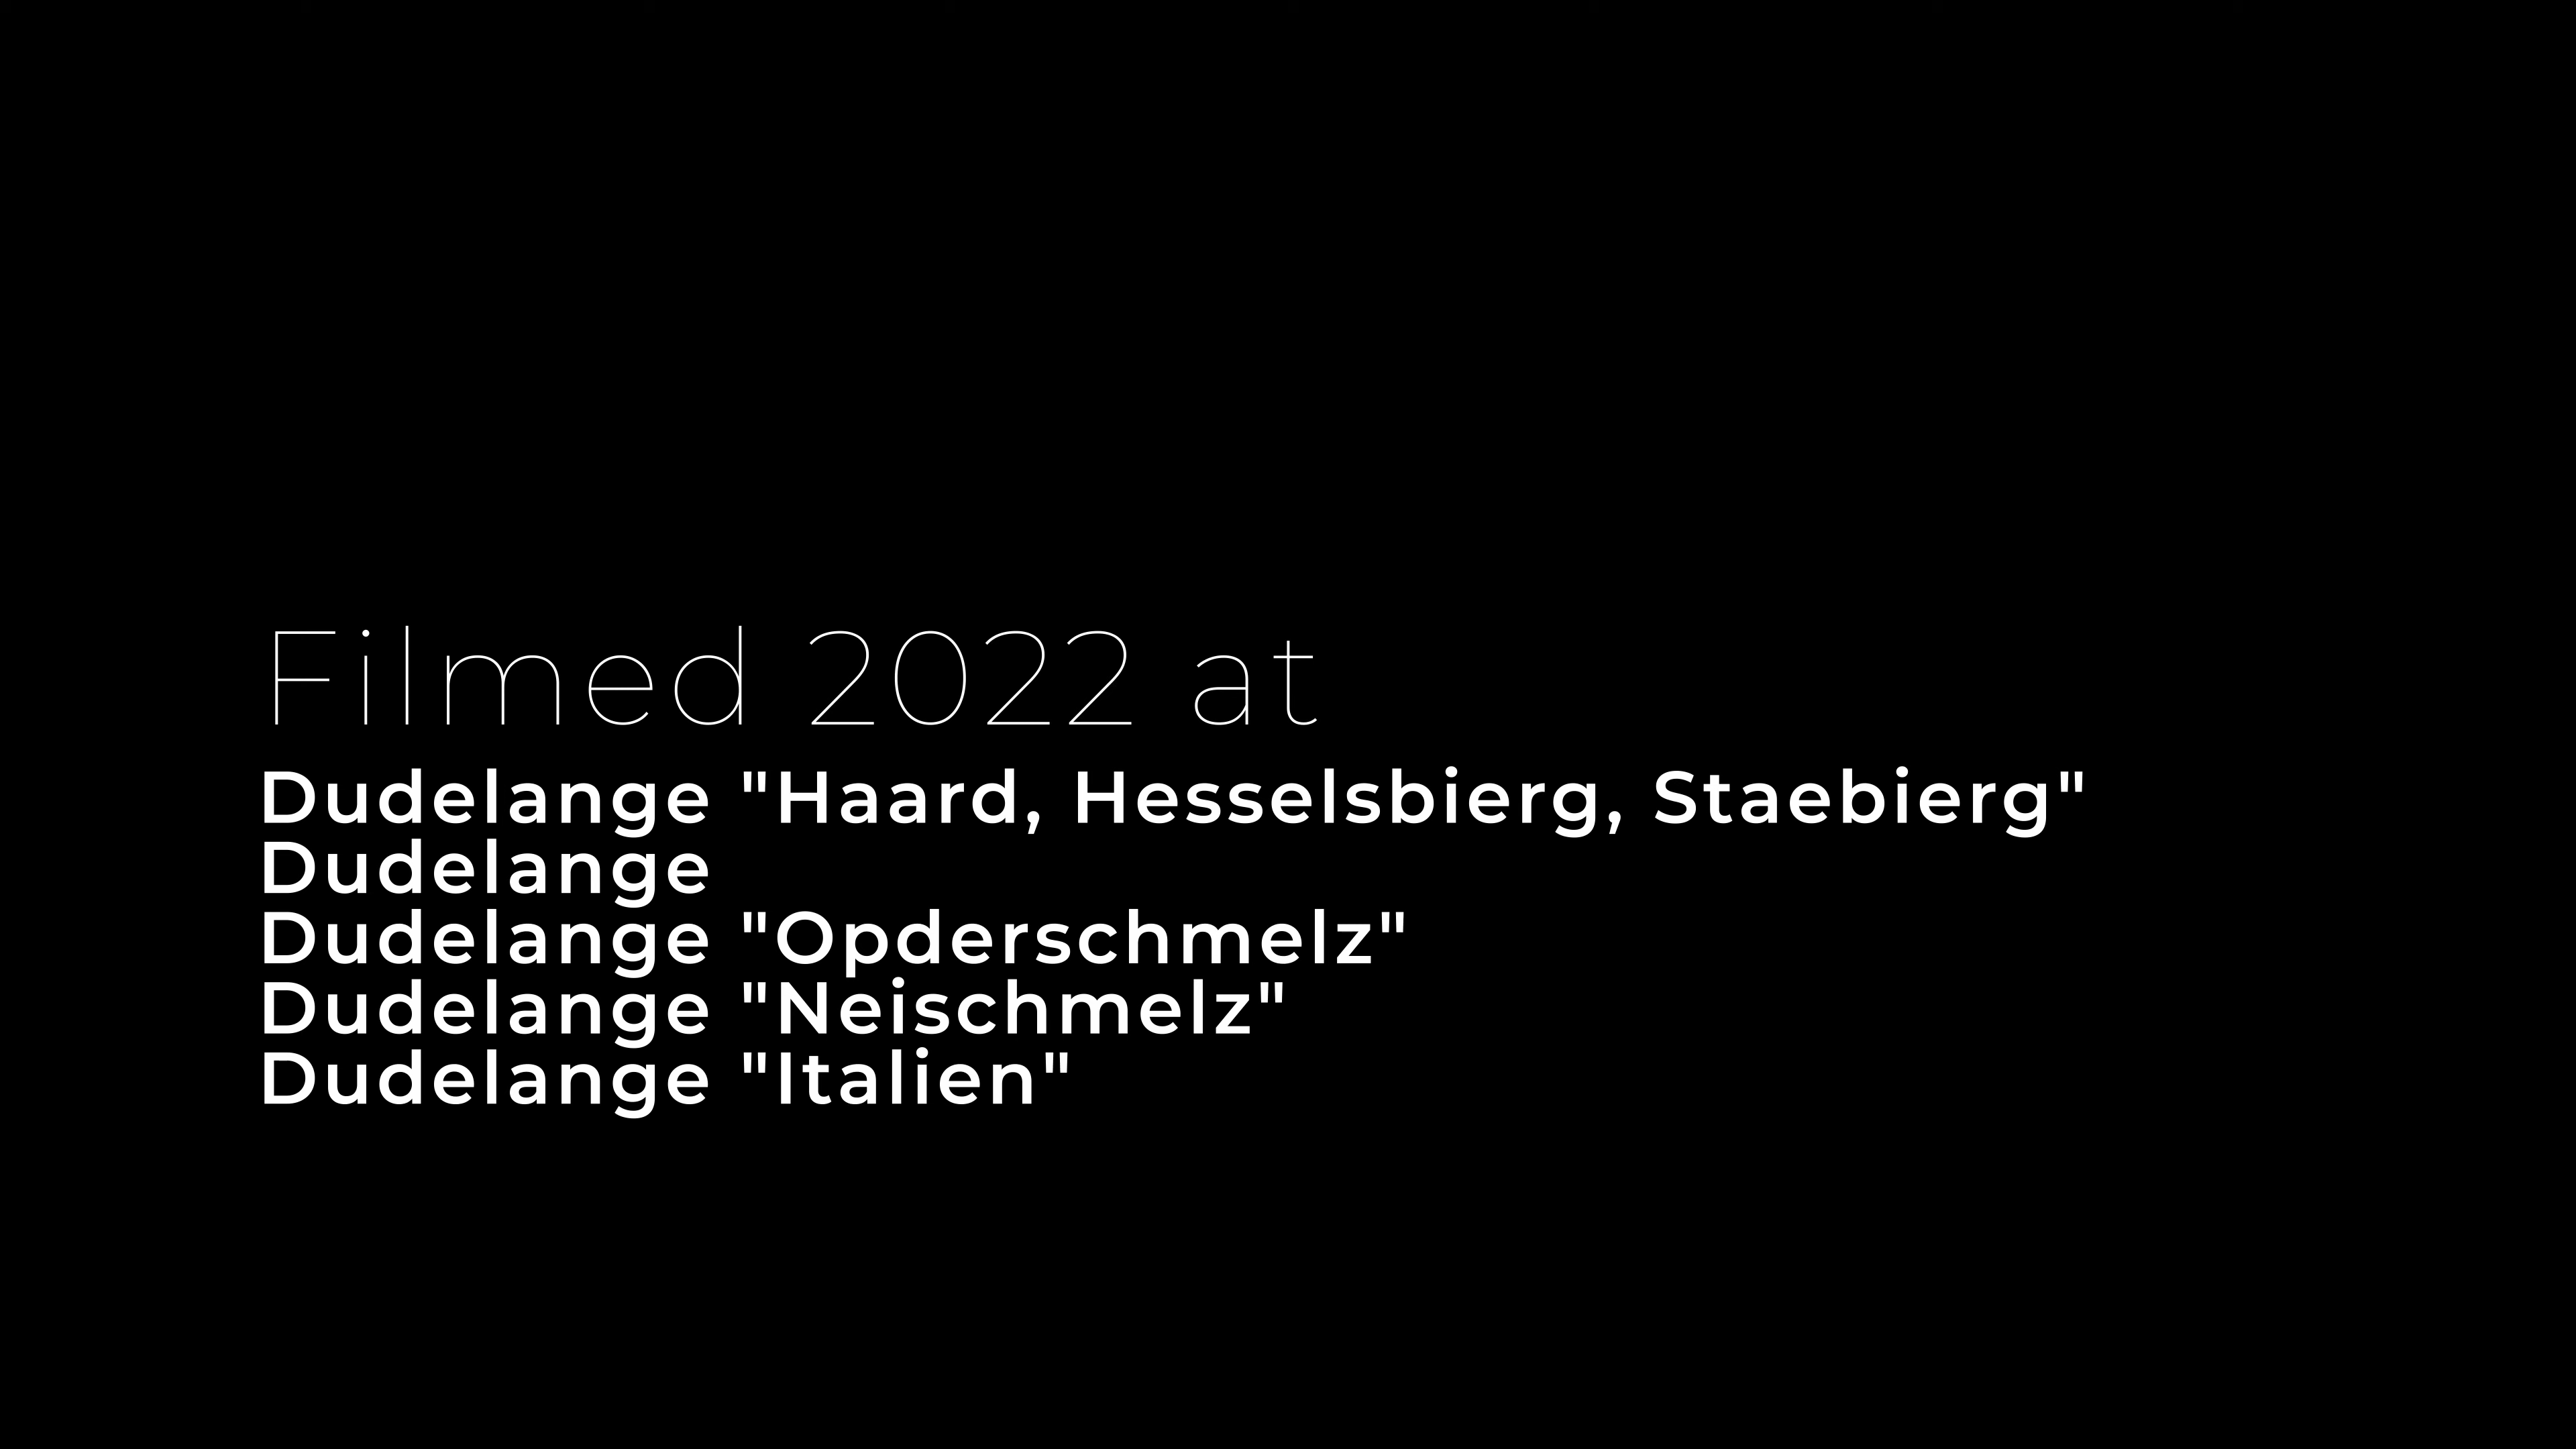 Filmed 2022 at
Dudelange "Haard, Hesselsbierg, Staebierg"
Dudelange
Dudelange "Opderschmelz"
Dudelange "Neischmelz"
Dudelange "Italien"